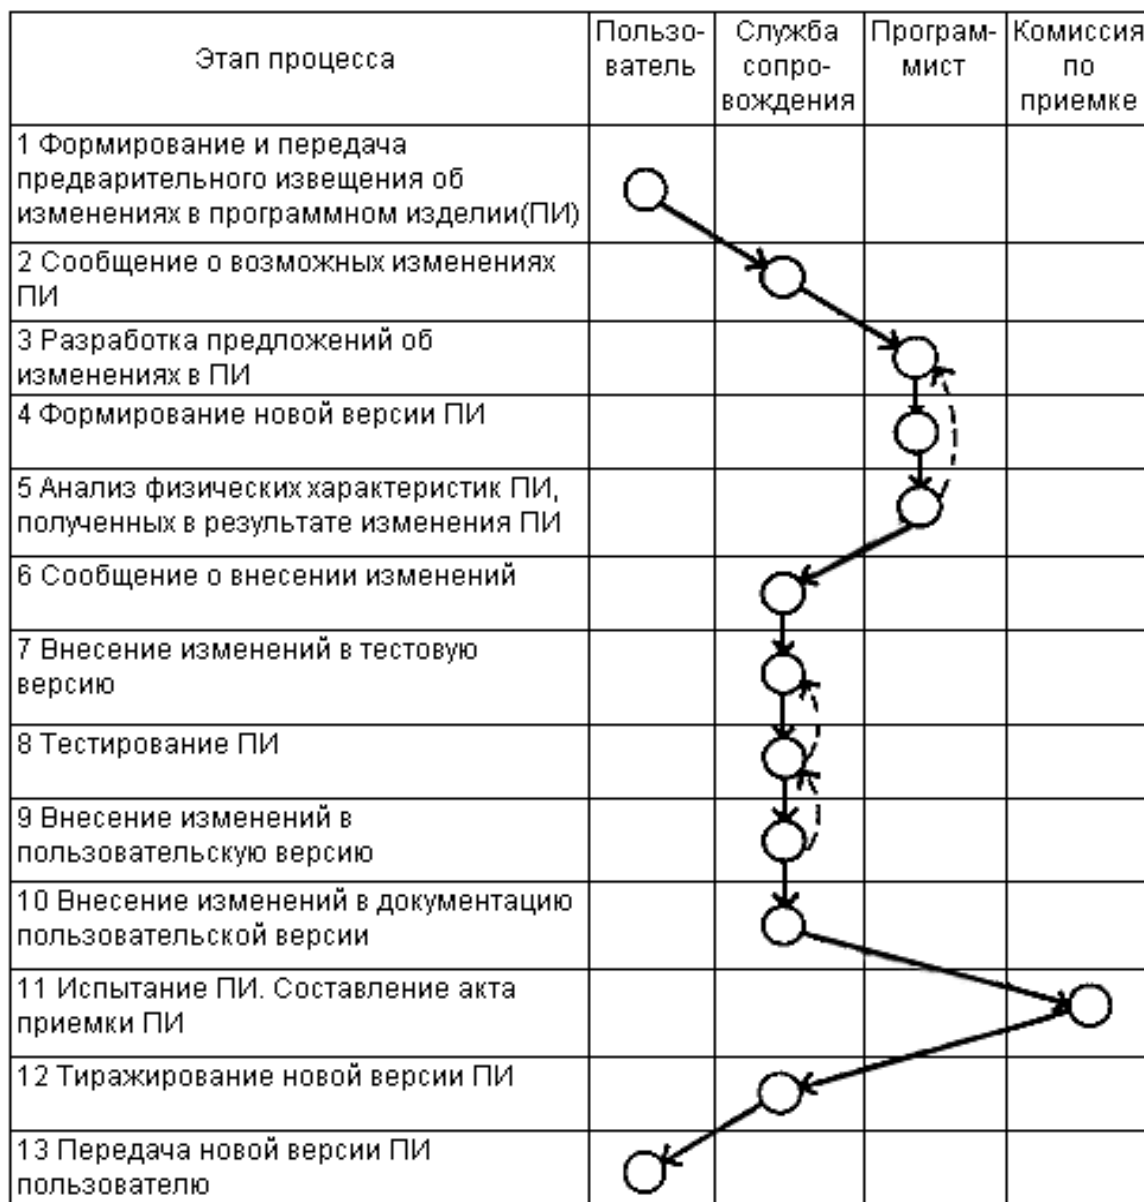 Этап процесса
Пользо-
ватель
Служба
сопро-
вождения
Програм-
мист
Комиссия
по
приемке
1 Формирование и передача
предварительного извещения об
изменениях в программном изделии(ПИ)
2 Сообщение о возможных изменениях
ПИ
3 Разработка предложений об
изменениях в ПИ
4 Формирование новой версии ПИ
5 Анализ физических характеристик ПИ,
полученных в результате изменения ПИ
6 Сообщение о внесении изменений
7 Внесение изменений в тестовую
версию
8 Тестирование ПИ
9 Внесение изменений в
пользовательскую версию
10 Внесение изменений в документацию
пользовательской версии
11 Испытание ПИ. Составление акта
приемки ПИ
12 Тиражирование новой версии ПИ
13 Передача новой версии ПИ
пользователю